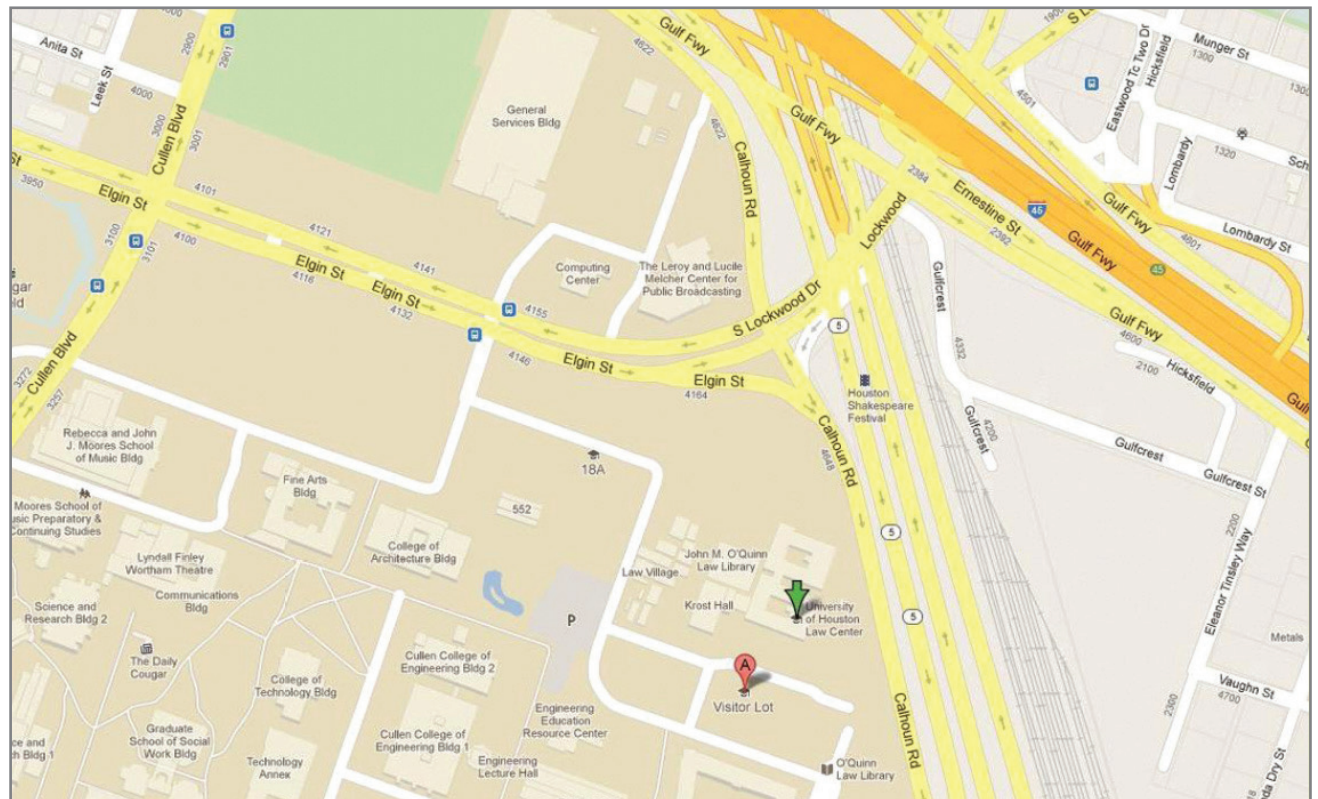 Anita St
Leek St
4000
2900
2901
3000
3001
Cullen Blvd
4622
Gulf Fwy
General
Services Bldg
4622
Calhoun Rd
Gulf Fwy
4501
Eastwood Tc Two Dr
Hicksfield
Munger St
1300
1320
Lombardy
Lombardy St
4601
Gulf Fwy
2384
Ernestine St
2392
45
Gulf Fwy
45
Lockwood
St
3950
Elgin St
4101
4100
3100
3101
4121
4116
Elgin St
4141
Elgin St
4132
4155
4146
Elgin St
Elgin St
4164
Computing
Center
The Leroy and Lucile
Melcher Center for
Public Broadcasting
S Lockwood Dr
5
Houston
Shakespeare
Festival
Gulfcrest
4332
4200
Gulfcrest
Gulfcrest
Gulfcrest St
Gulf Fwy
4600
2100
Hicksfield
Cullen Blvd
3272
3257
Rebecca and John
J. Moores School
of Music Bldg
Fine Arts
Bldg
18A
552
Calhoun Rd
4648
5
5
2200
Eleanor Tinsley Way
2300
Moores School of
Music Preparatory &
Continuing Studies
Lyndall Finley
Wortham Theatre
Communications
Bldg
College of
Architecture Bldg
Law Village
John M. O'Quinn
Law Library
Krost Hall
University
of Houston
Law Center
Science and
Research Bldg 2
The Daily
Cougar
College of
Technology Bldg
Cullen College of
Engineering Bldg 2
P
A
Visitor Lot
Engineering
Education
Resource Center
Graduate
School of Social
Work Bldg
Technology
Annex
Cullen College of
Engineering Bldg 1
Engineering
Lecture Hall
O'Quinn
Law Library
Calhoun Rd
Metals
Vaughn St
4700